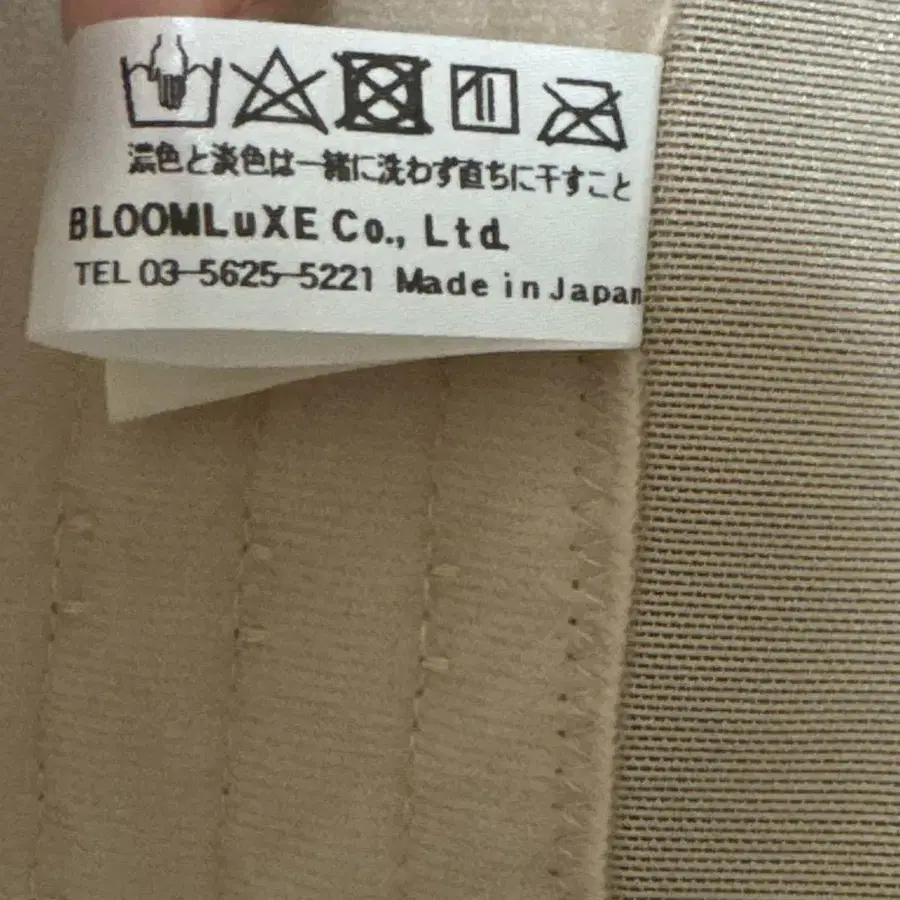 濃色と淡色は一緒に洗わず直ちに干すこと
BLOOMLuXE Co., Ltd.
TEL 03-5625-5221 Made in Japan